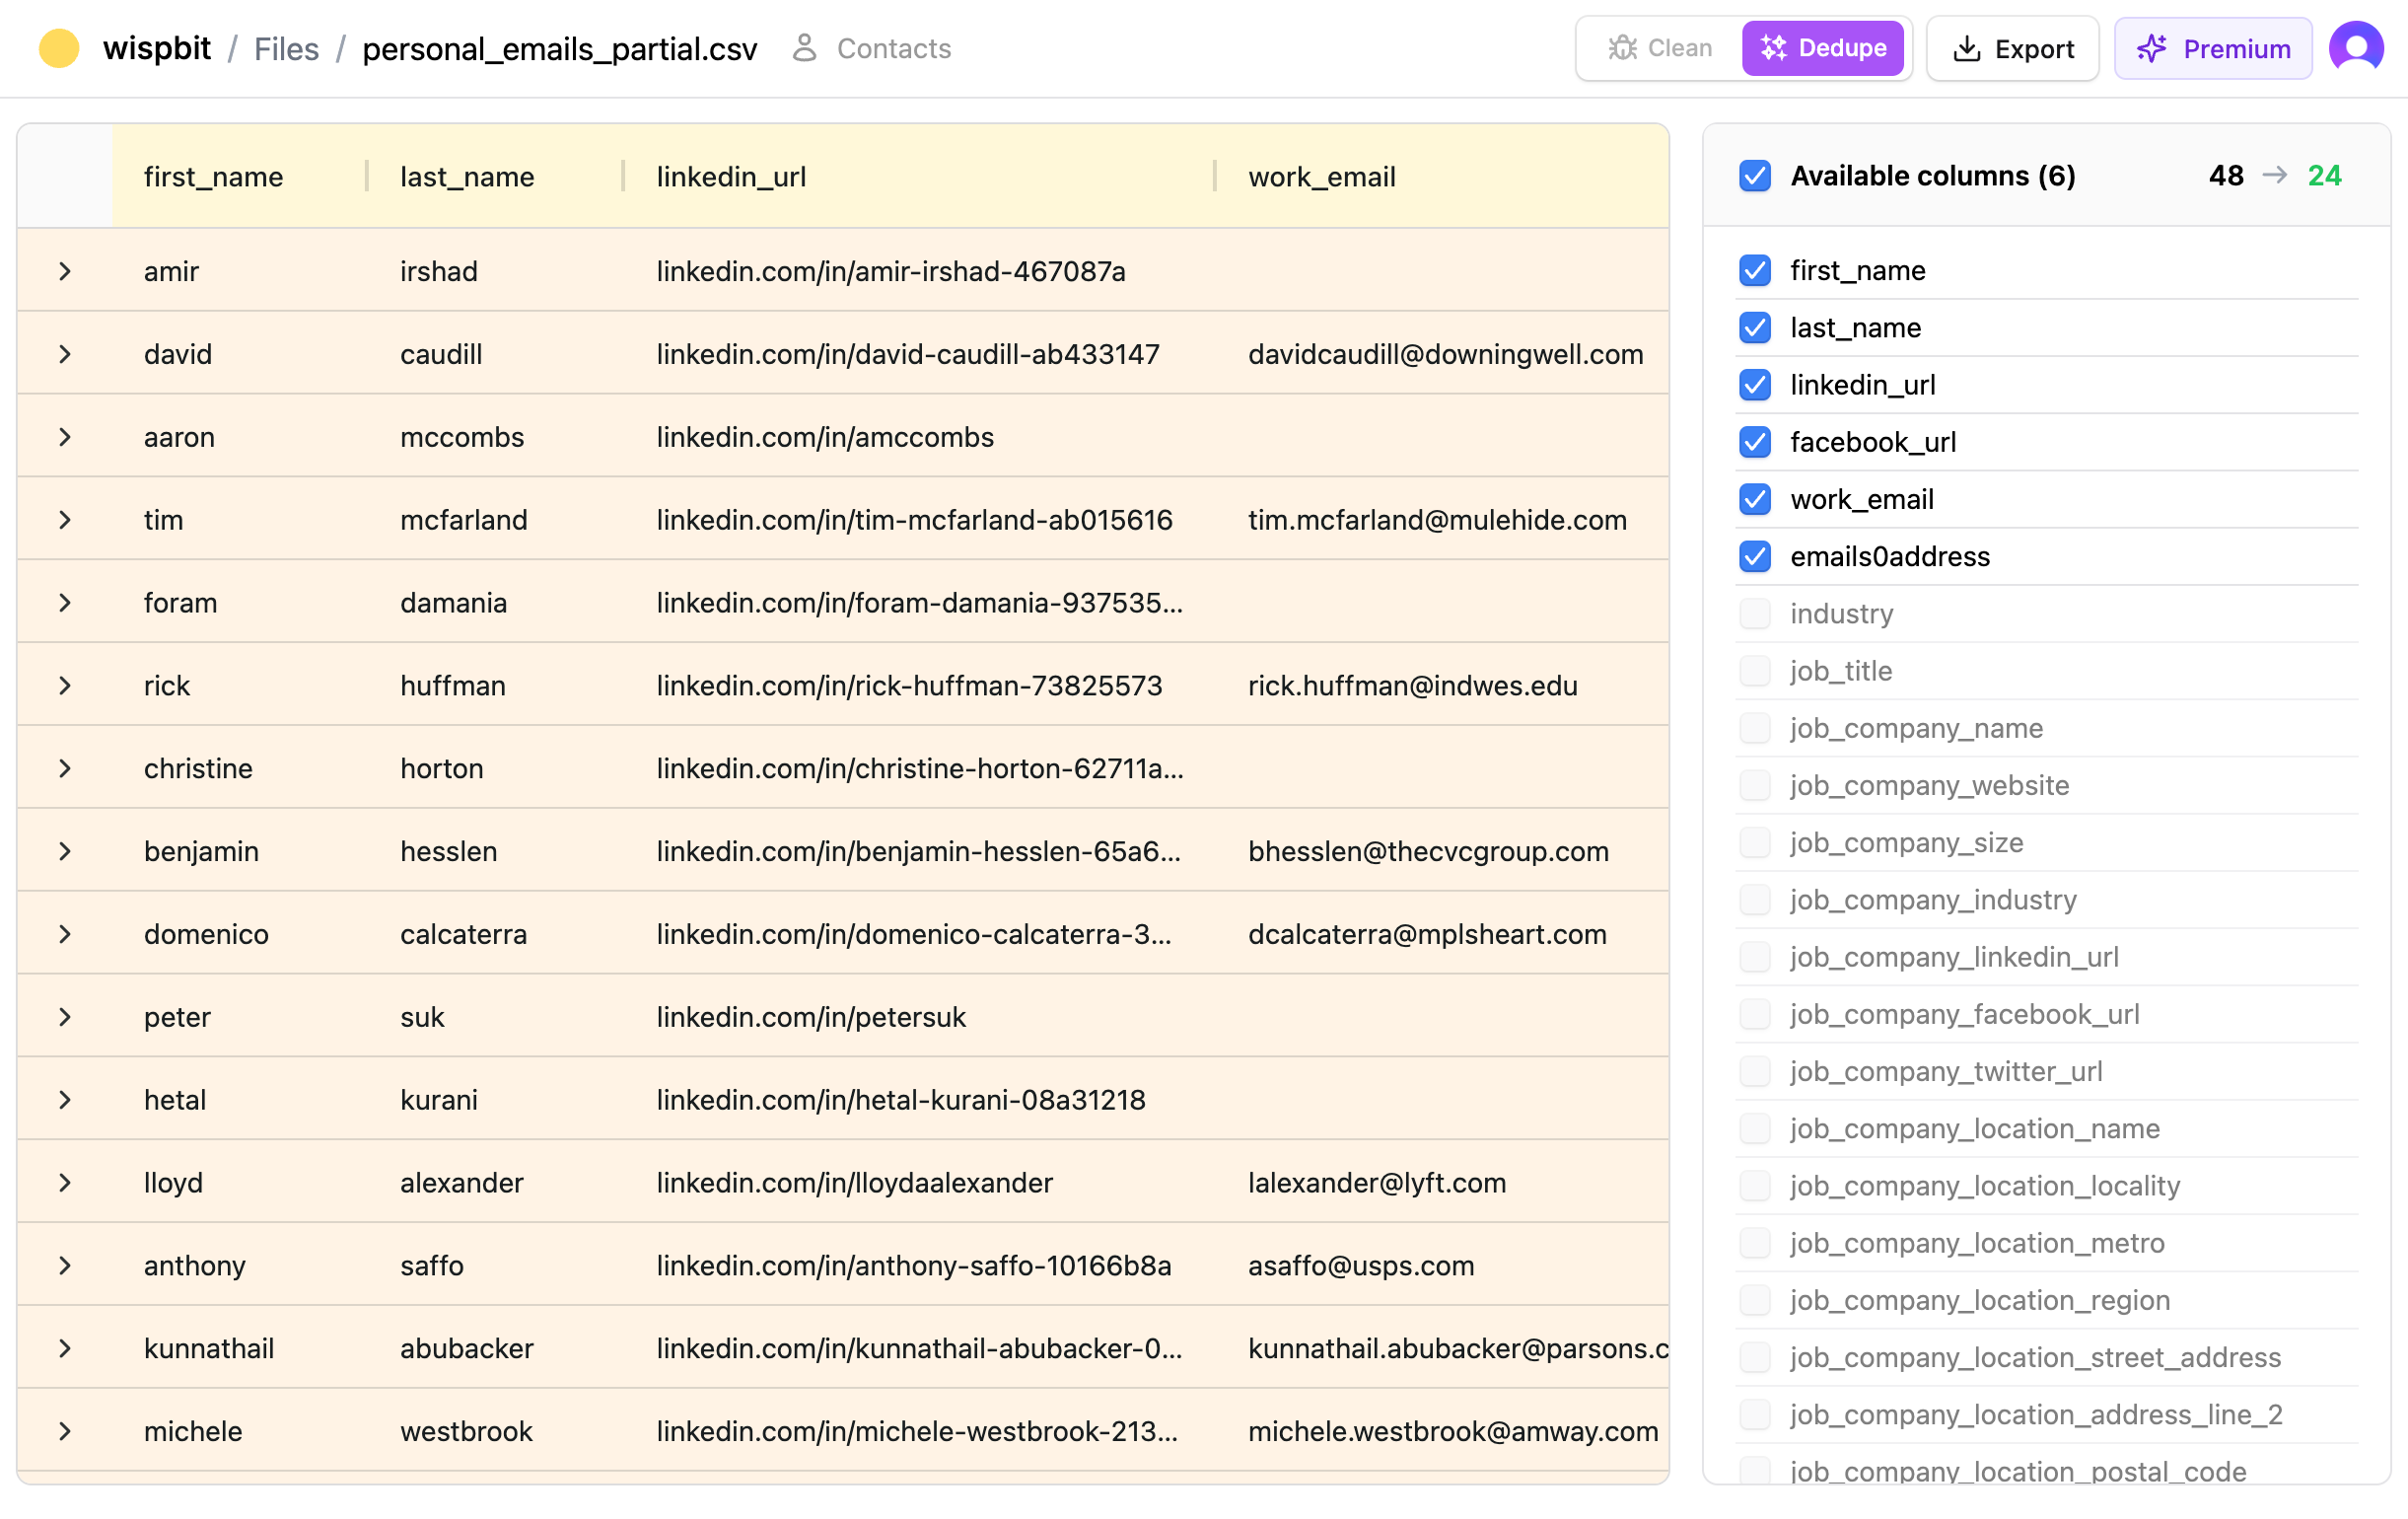 wispbit / Files / personal_emails_partial.csv Contacts Clean Dedupe Export Premium
first_name last_name linkedin_url work_email
amir irshad linkedin.com/in/amir-irshad-467087a
david caudill linkedin.com/in/david-caudill-ab433147 davidcaudill@downingwell.com
aaron mccombs linkedin.com/in/amccombs
tim mcfarland linkedin.com/in/tim-mcfarland-ab015616 tim.mcfarland@mulehide.com
foram damania linkedin.com/in/foram-damania-937535...
rick huffman linkedin.com/in/rick-huffman-73825573 rick.huffman@indwes.edu
christine horton linkedin.com/in/christine-horton-62711a...
benjamin hesslen linkedin.com/in/benjamin-hesslen-65a6... bhesslen@thecvcgroup.com
domenico calcaterra linkedin.com/in/domenico-calcaterra-3... dcalcaterra@mplsheart.com
peter suk linkedin.com/in/petersuk
hetal kurani linkedin.com/in/hetal-kurani-08a31218
lloyd alexander linkedin.com/in/lloydaalexander lalexander@lyft.com
anthony saffo linkedin.com/in/anthony-saffo-10166b8a asaffo@usps.com
kunnathail abubacker linkedin.com/in/kunnathail-abubacker-0... kunnathail.abubacker@parsons.c
michele westbrook linkedin.com/in/michele-westbrook-213... michele.westbrook@amway.com
Available columns (6) 48 → 24
first_name
last_name
linkedin_url
facebook_url
work_email
emails0address
industry
job_title
job_company_name
job_company_website
job_company_size
job_company_industry
job_company_linkedin_url
job_company_facebook_url
job_company_twitter_url
job_company_location_name
job_company_location_locality
job_company_location_metro
job_company_location_region
job_company_location_street_address
job_company_location_address_line_2
job_company_location_postal_code